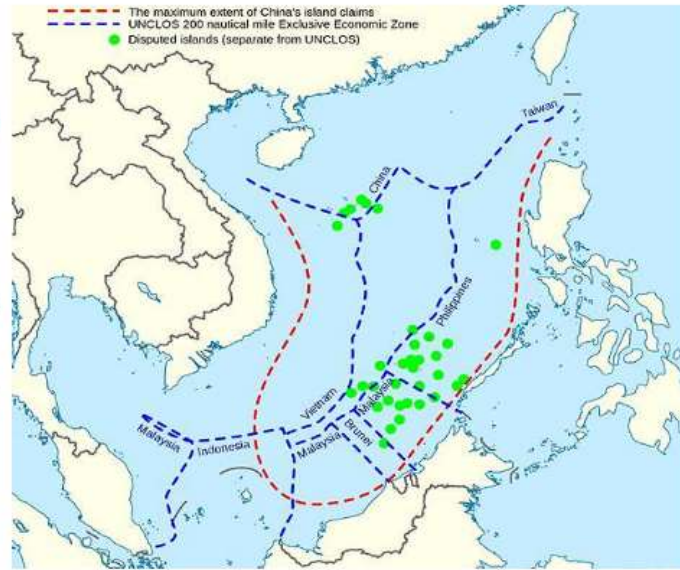 The maximum extent of China's island claims
UNCLOS 200 nautical mile Exclusive Economic Zone
Disputed islands (separate from UNCLOS)
Taiwan
China
Philippines
Vietnam
Malaysia
Malaysia
Indonesia
Malaysia
Brunei